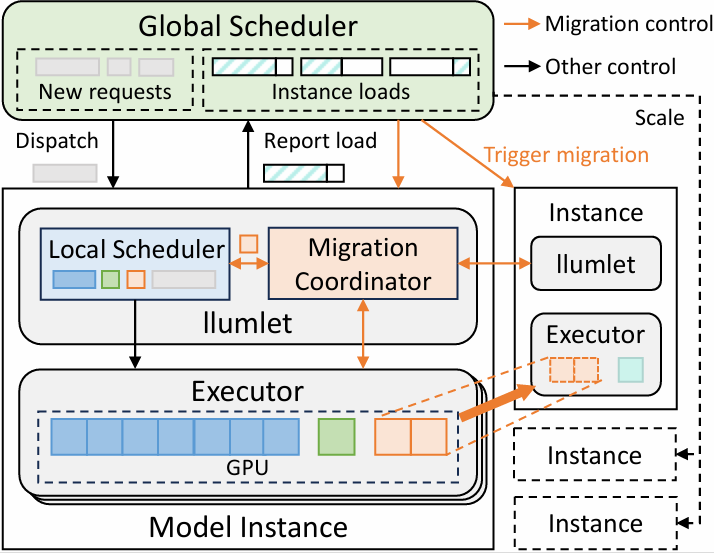 Global Scheduler
New requests
Instance loads
Migration control
Other control
Scale
Dispatch
Report load
Trigger migration
Local Scheduler
Migration
Coordinator
llumlet
Instance
llumlet
Executor
Executor
GPU
Model Instance
Instance
Instance